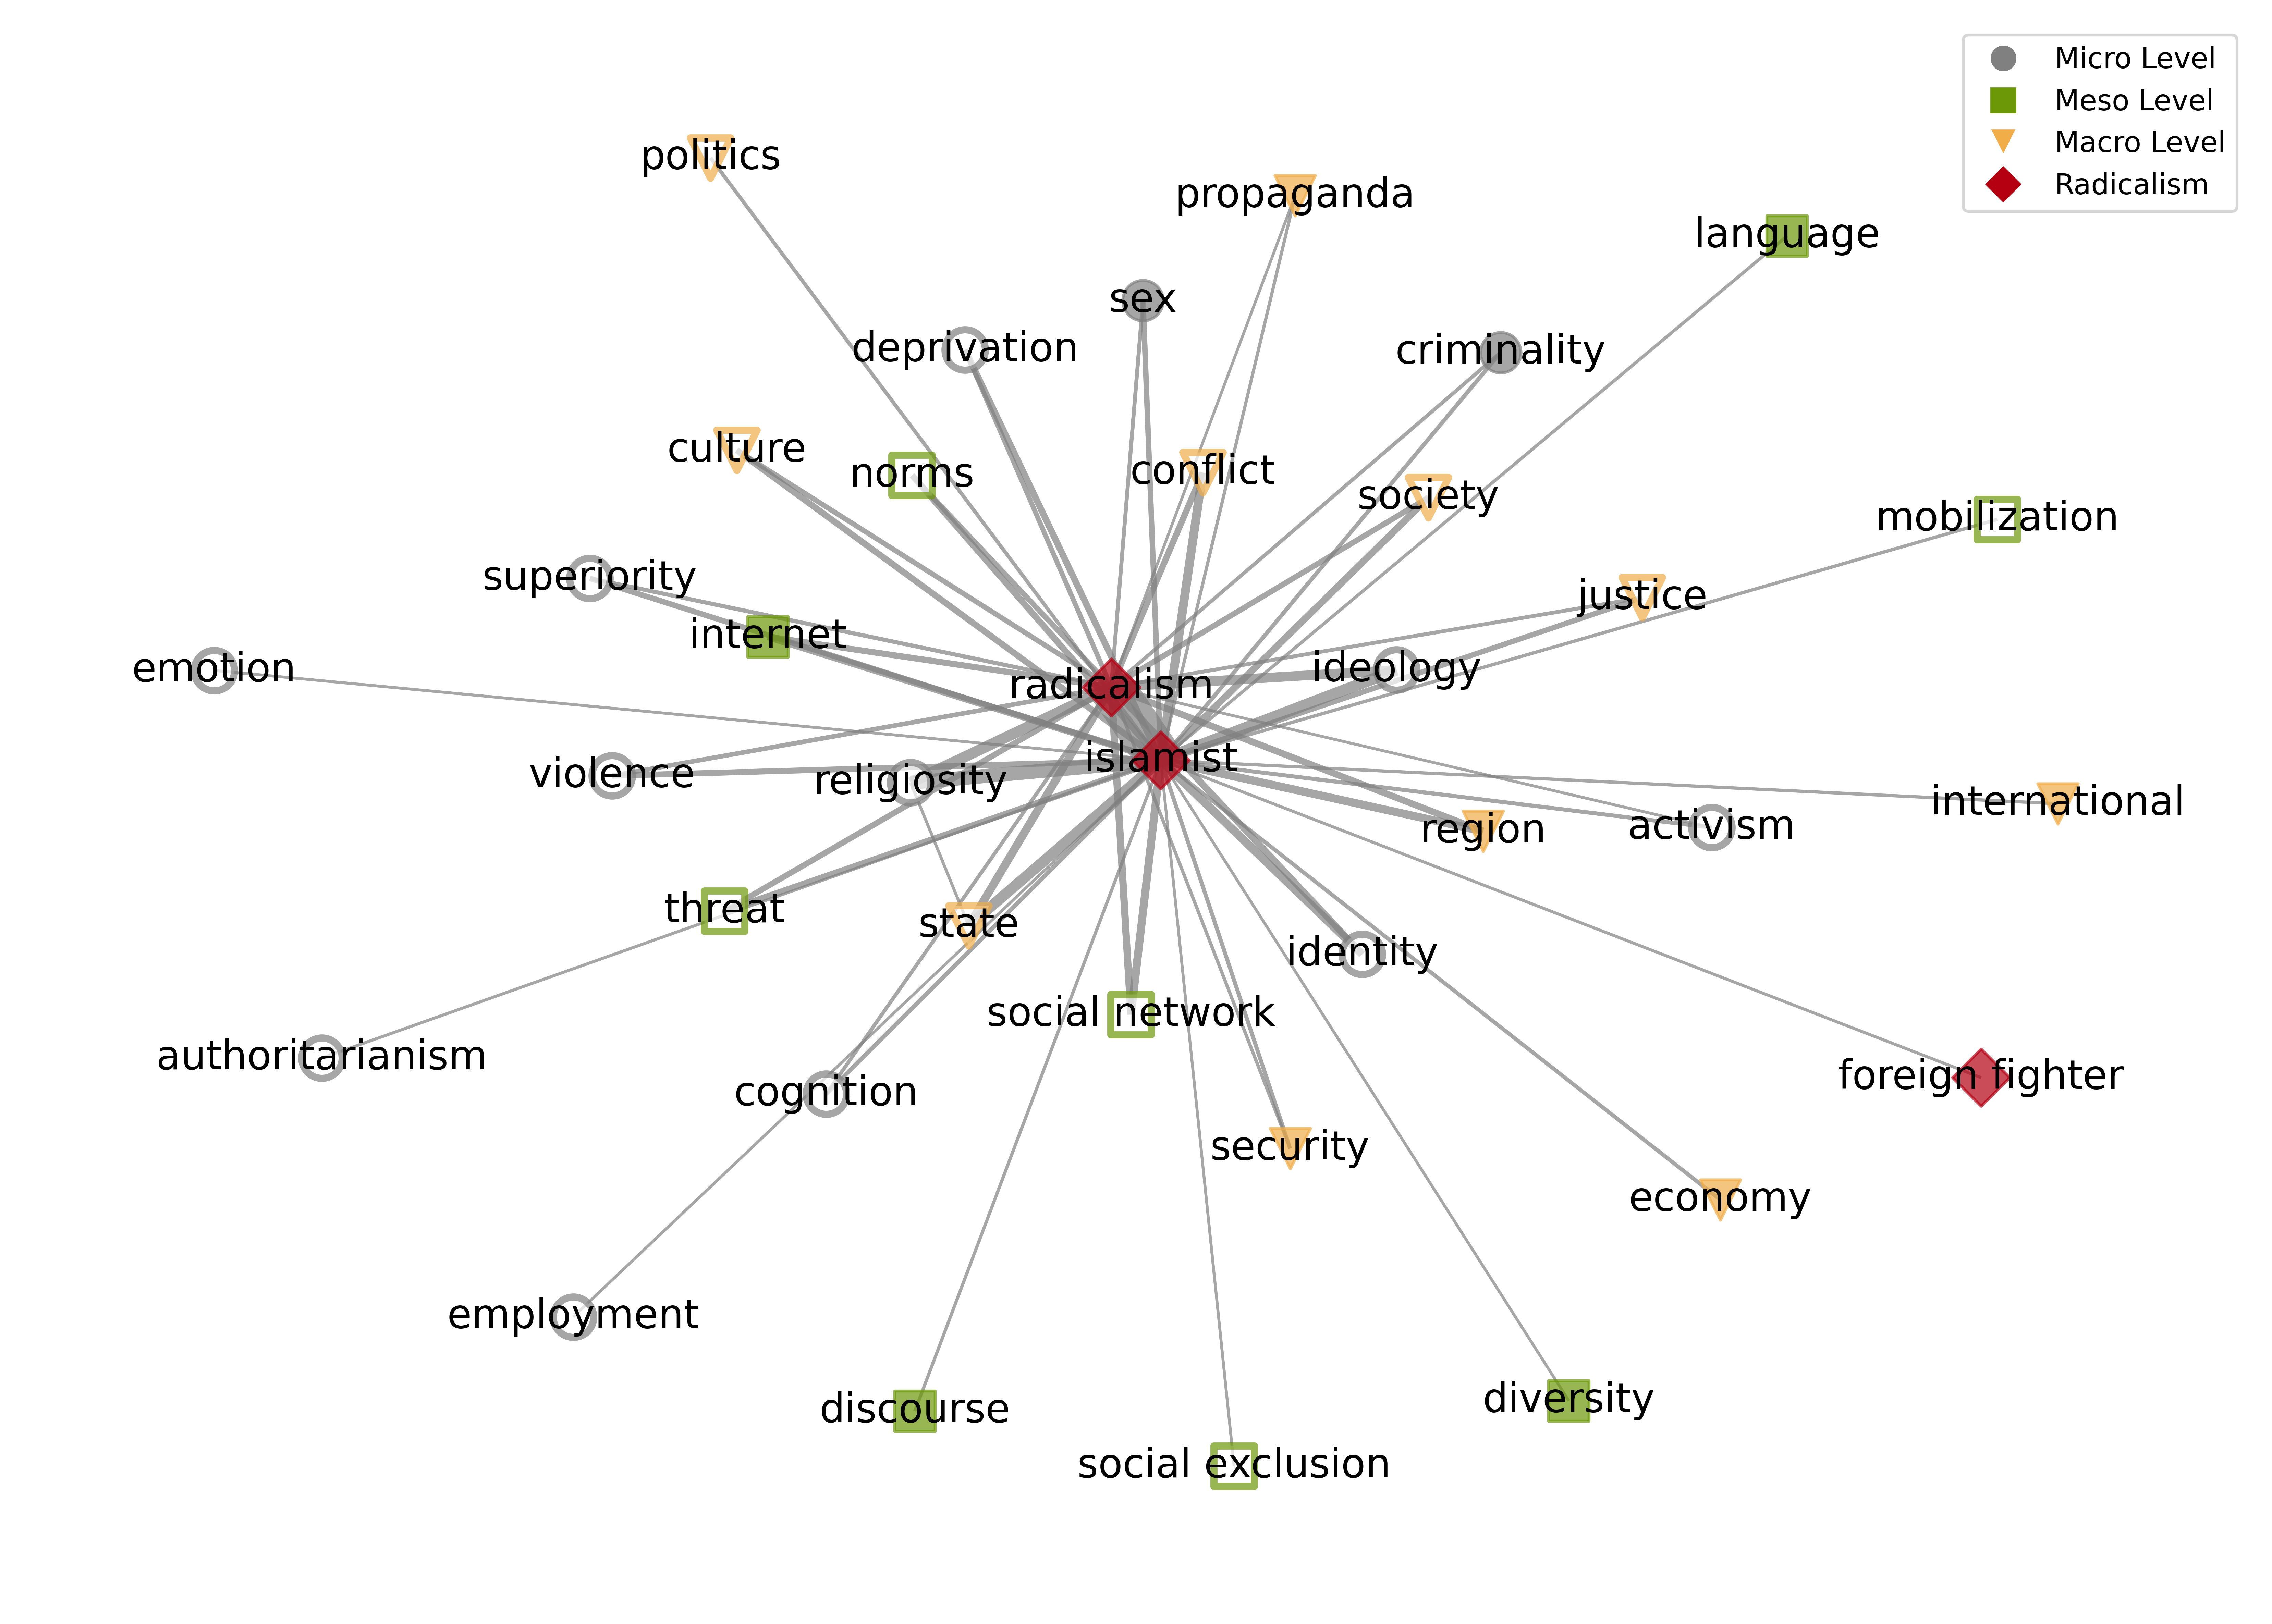 Micro Level
Meso Level
Macro Level
Radicalism
politics
propaganda
language
sex
deprivation
criminality
culture
norms
conflict
society
mobilization
superiority
justice
internet
emotion
radicalism
ideology
islamist
violence
religiosity
international
region
activism
threat
state
identity
social network
authoritarianism
cognition
foreign fighter
security
economy
employment
discourse
diversity
social exclusion